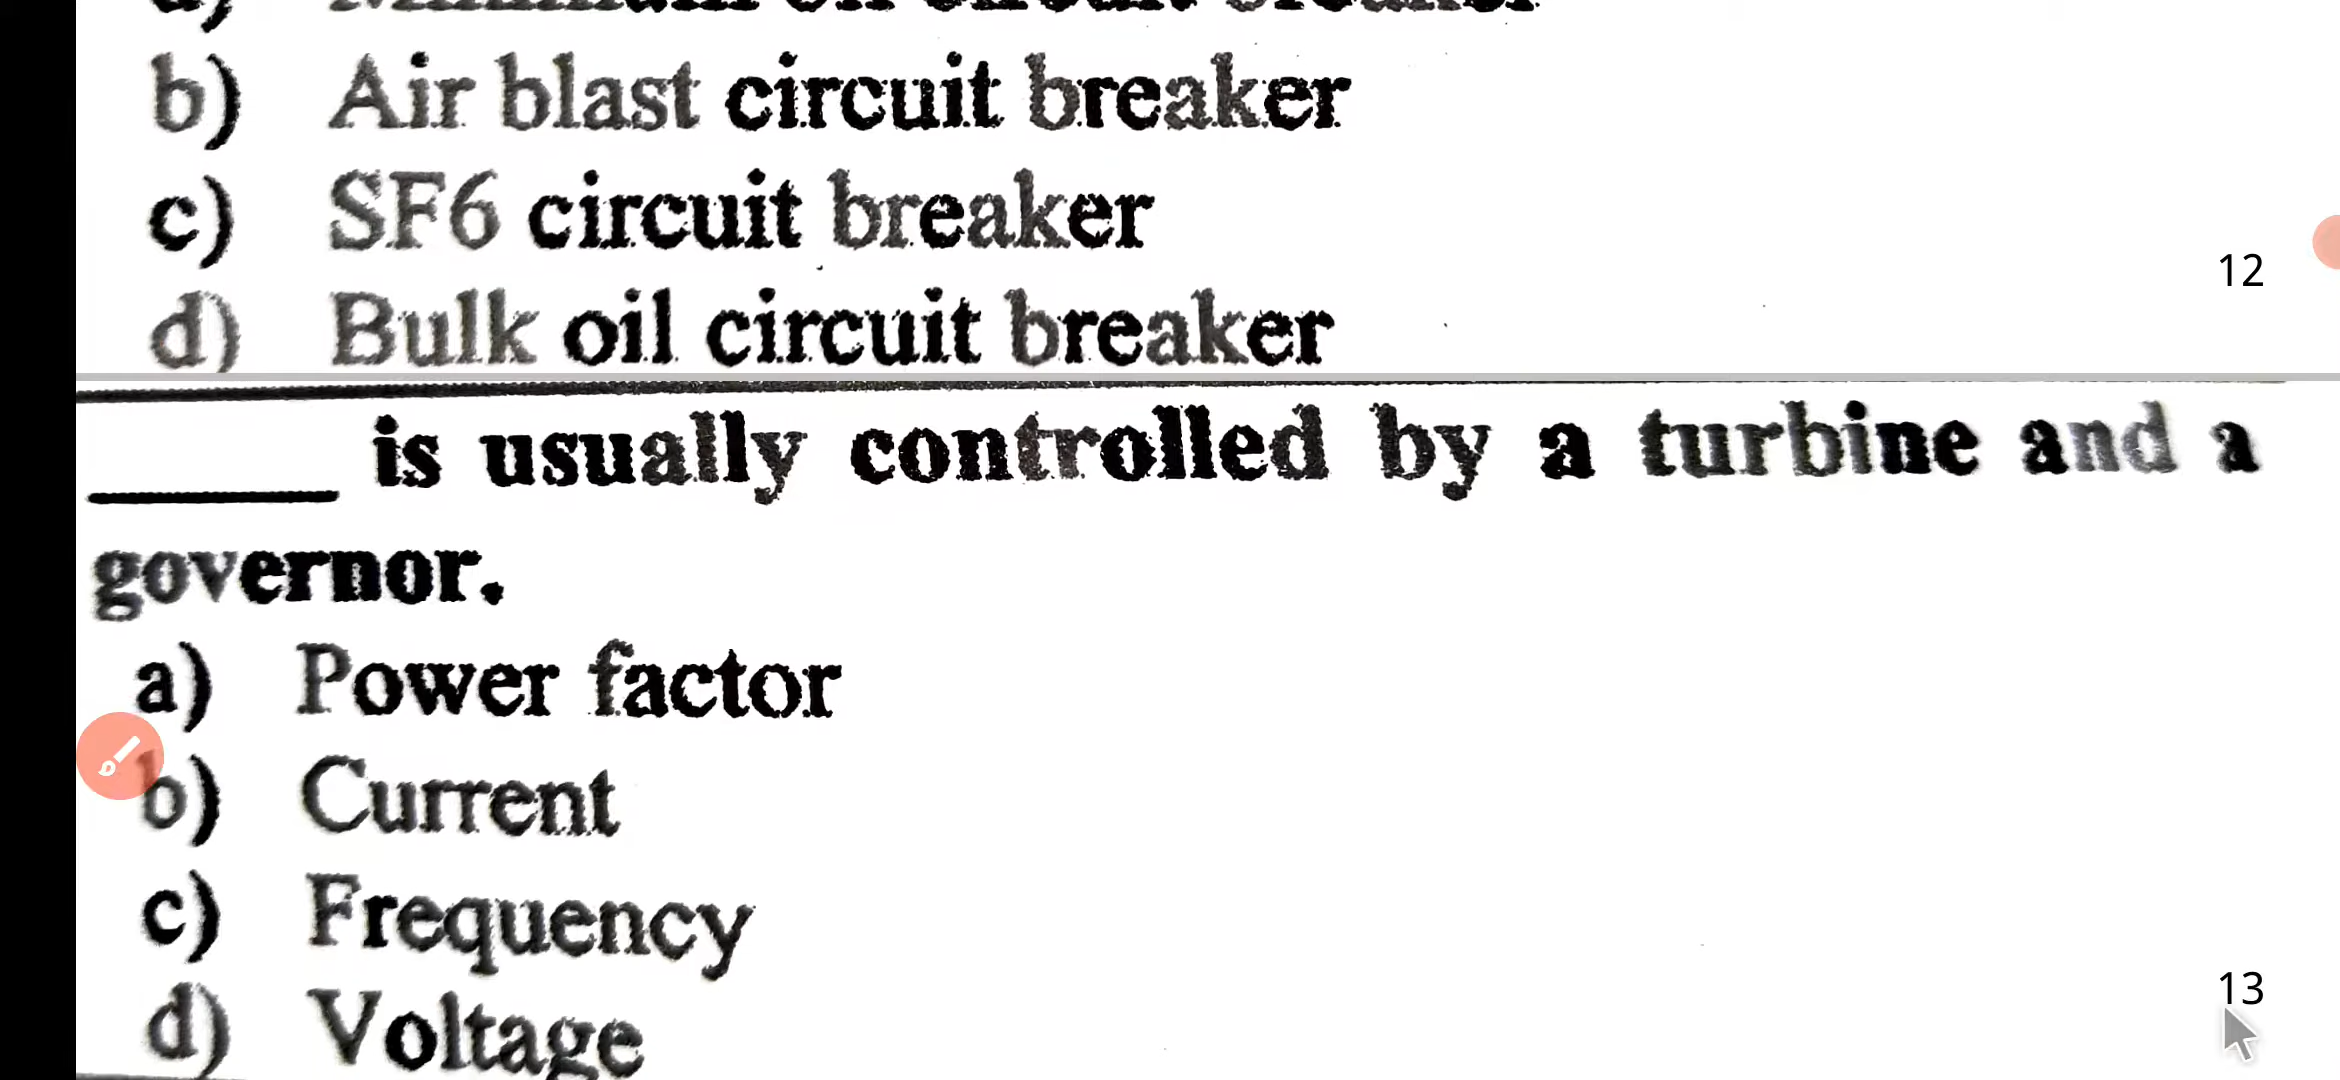 b) Air blast circuit breaker
c) SF6 circuit breaker
12
d) Bulk oil circuit breaker
______ is usually controlled by a turbine and a
governor.
a) Power factor
b) Current
c) Frequency
13
d) Voltage